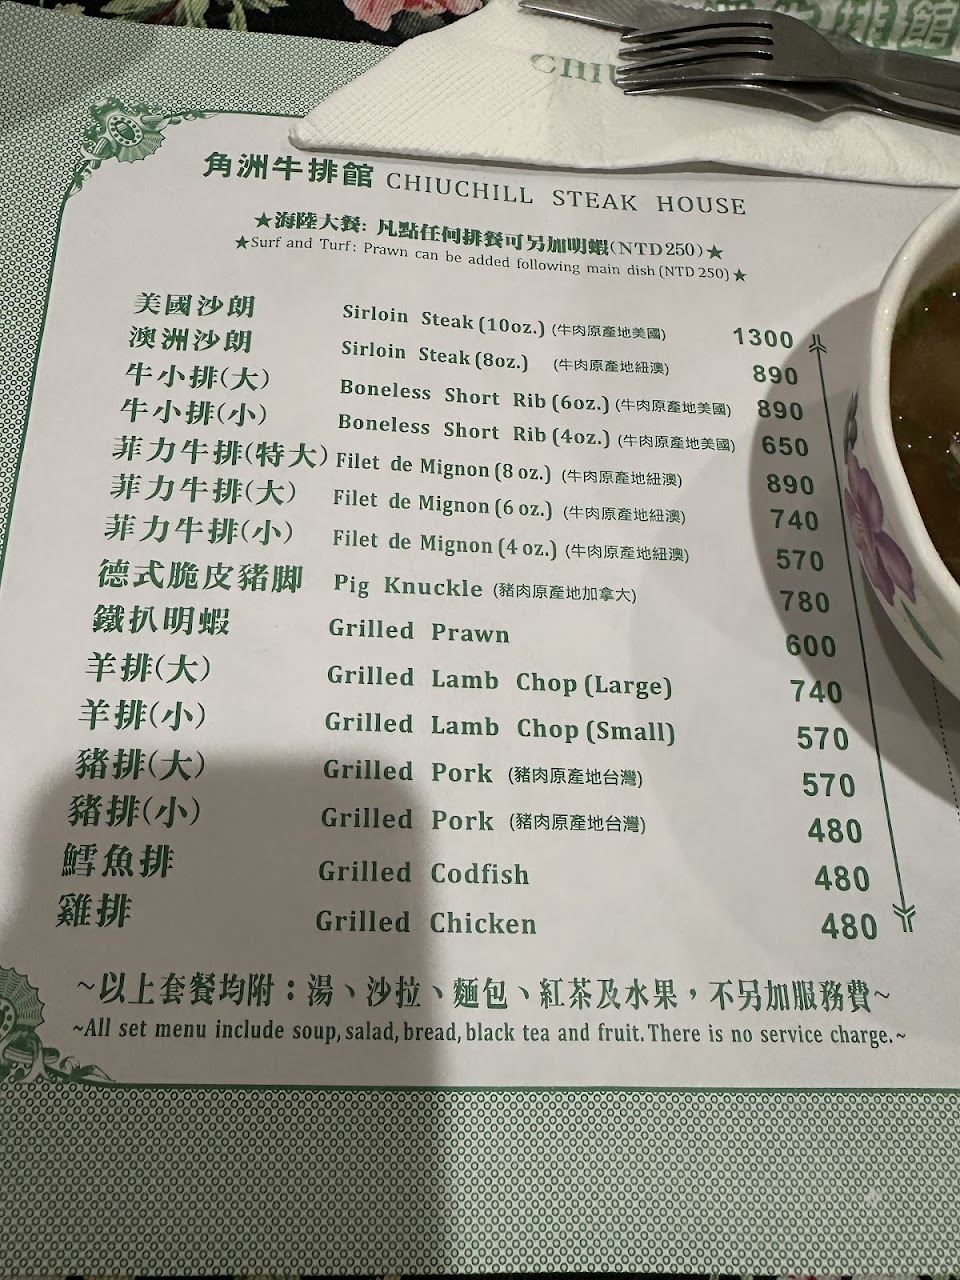 牛排館
CHIU
角洲牛排館 CHIUCHILL STEAK HOUSE
★海陸大餐: 凡點任何排餐可另加明蝦(NTD250)★
★Surf and Turf: Prawn can be added following main dish(NTD 250)★
美國沙朗 Sirloin Steak(10oz.) (牛肉原產地美國) 1300
澳洲沙朗 Sirloin Steak(8oz.) (牛肉原產地紐澳) 890
牛小排(大) Boneless Short Rib(6oz.) (牛肉原產地美國) 890
牛小排(小) Boneless Short Rib(4oz.) (牛肉原產地美國) 650
菲力牛排(特大) Filet de Mignon(8 oz.) (牛肉原產地紐澳) 890
菲力牛排(大) Filet de Mignon(6 oz.) (牛肉原產地紐澳) 740
菲力牛排(小) Filet de Mignon(4 oz.) (牛肉原產地紐澳) 570
德式脆皮豬脚 Pig Knuckle (豬肉原產地加拿大) 780
鐵扒明蝦 Grilled Prawn 600
羊排(大) Grilled Lamb Chop(Large) 740
羊排(小) Grilled Lamb Chop(Small) 570
豬排(大) Grilled Pork (豬肉原產地台灣) 570
豬排(小) Grilled Pork (豬肉原產地台灣) 480
鱈魚排 Grilled Codfish 480
雞排 Grilled Chicken 480
~以上套餐均附：湯、沙拉、麵包、紅茶及水果，不另加服務費~
~All set menu include soup, salad, bread, black tea and fruit. There is no service charge.~